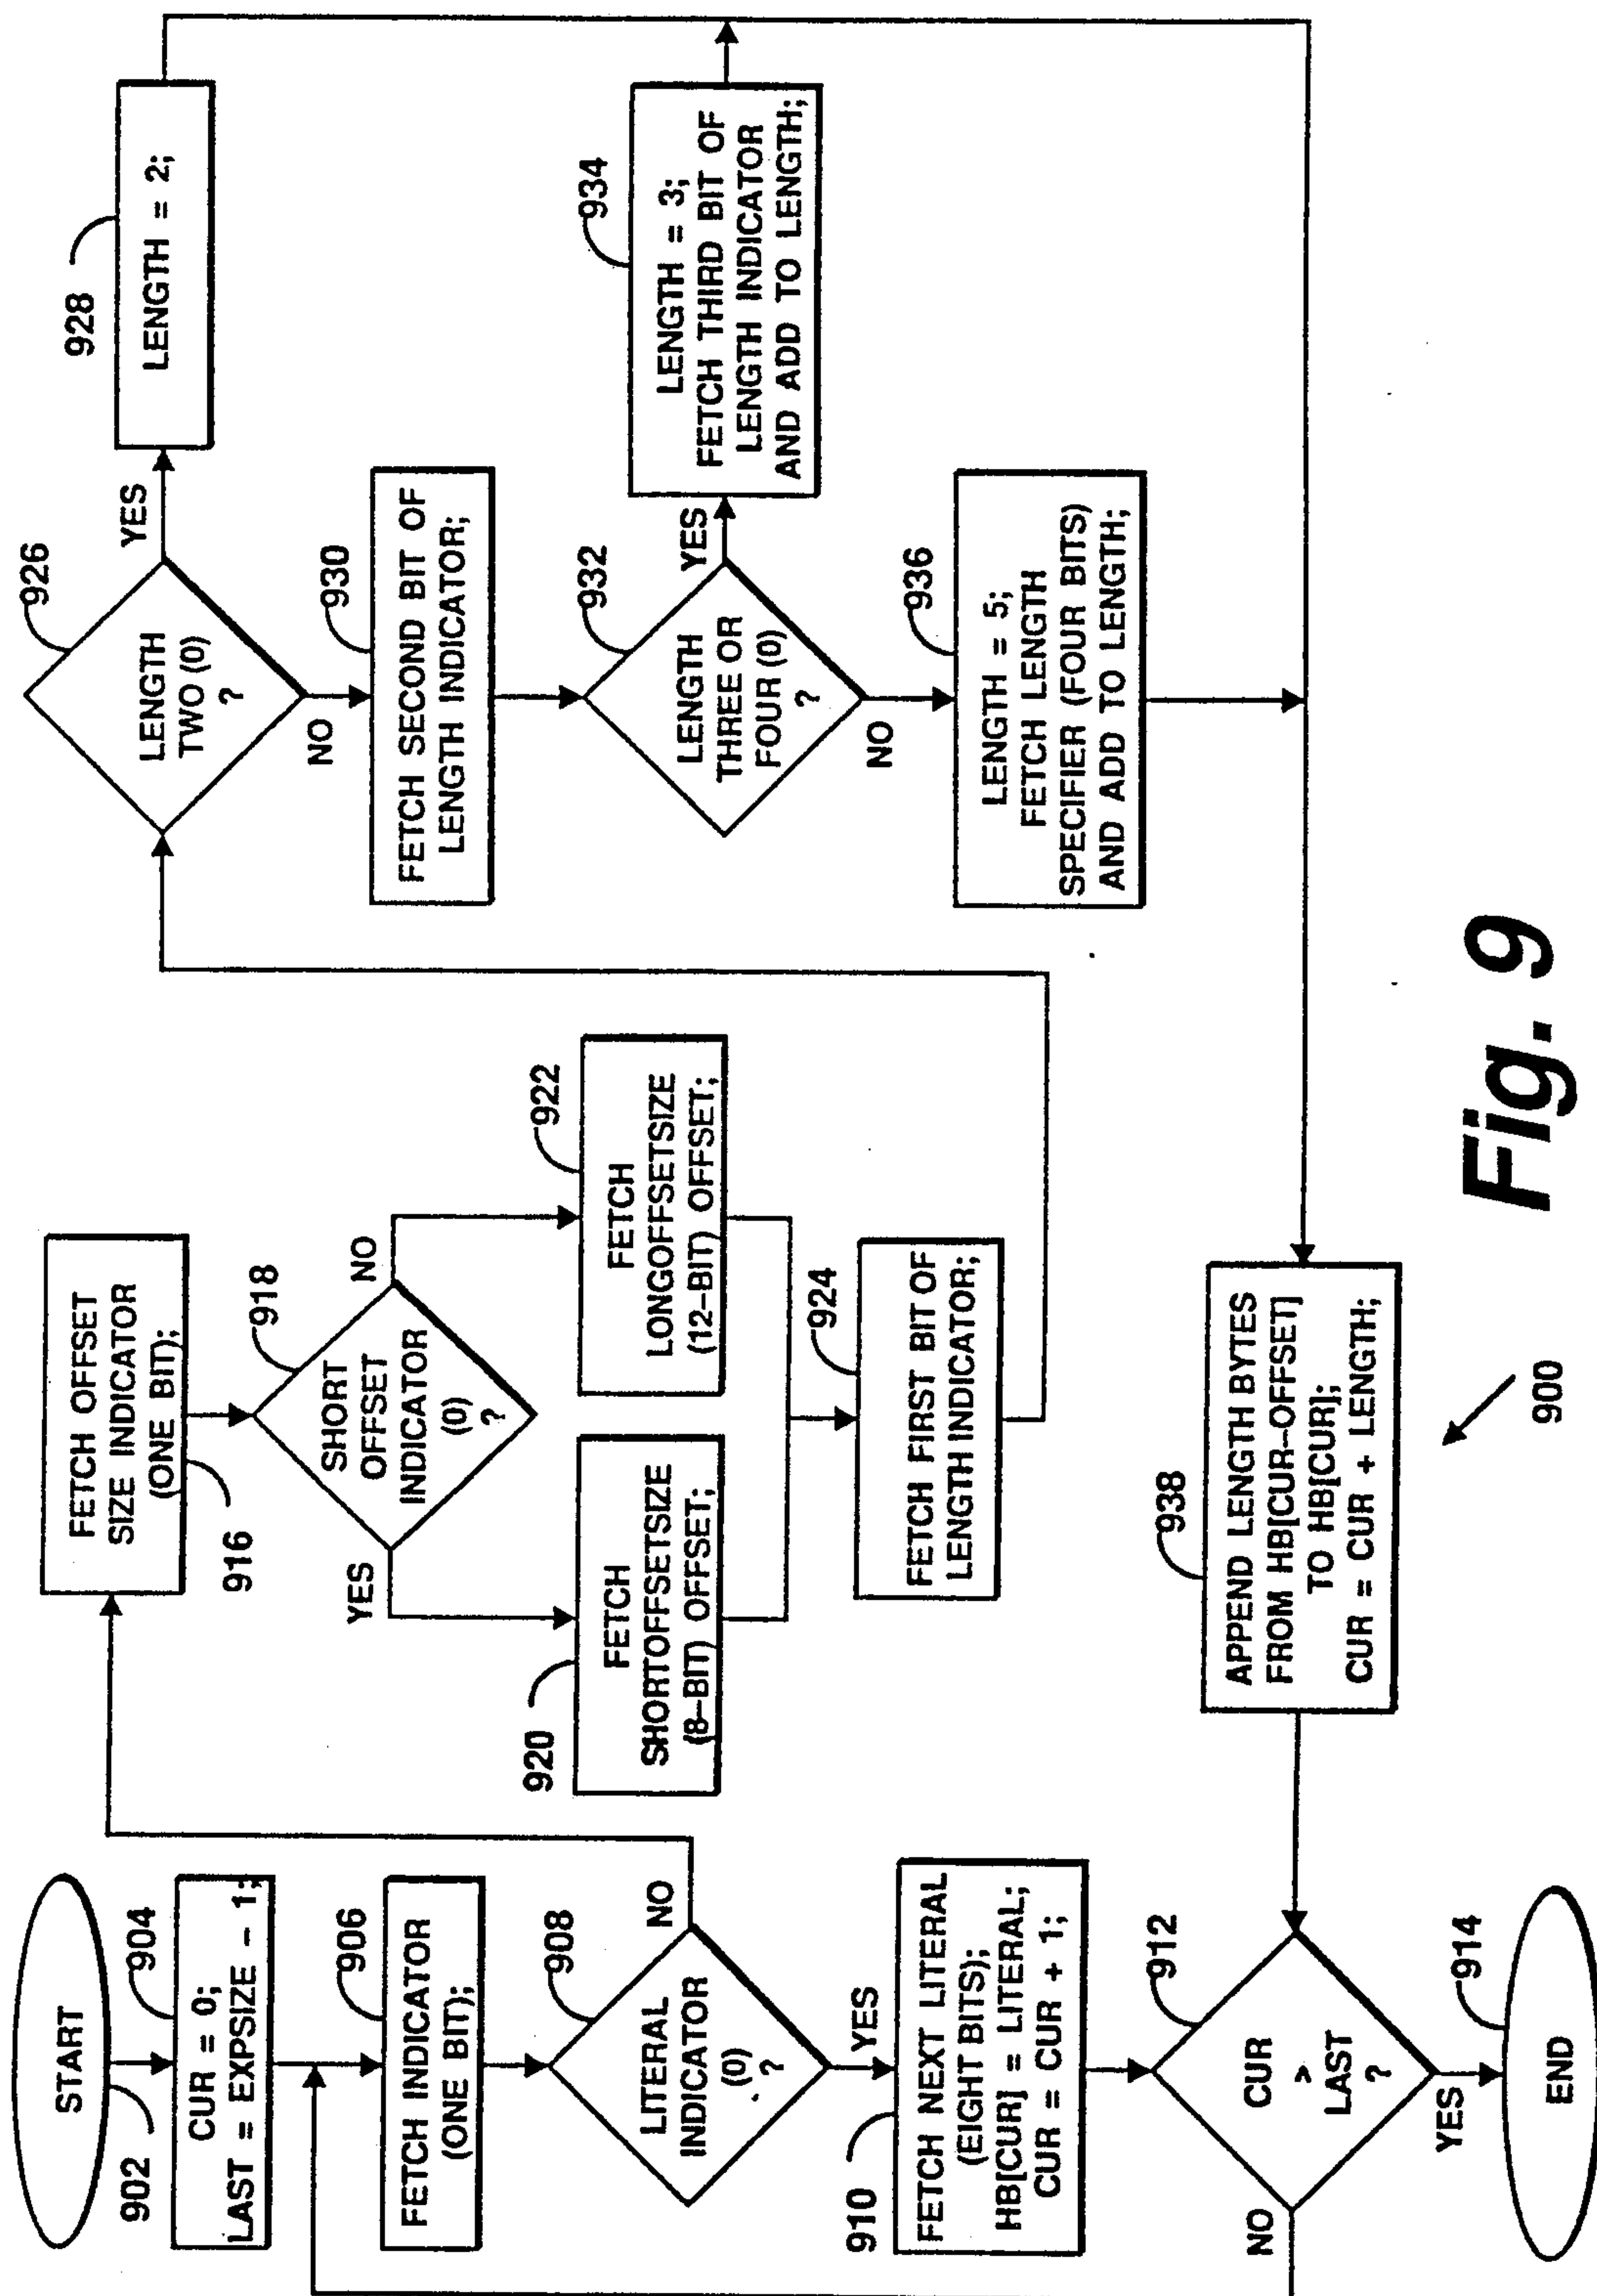 START
902
904
CUR = 0;
LAST = EXPSIZE - 1;
906
FETCH INDICATOR
(ONE BIT);
908
LITERAL
INDICATOR
(0)
?
NO
YES
910
FETCH NEXT LITERAL
(EIGHT BITS);
HB[CUR] = LITERAL;
CUR = CUR + 1;
912
CUR
>
LAST
?
NO
YES
914
END
FETCH OFFSET
SIZE INDICATOR
(ONE BIT);
916
918
SHORT
OFFSET
INDICATOR
(0)
?
YES
NO
920
FETCH
SHORTOFFSETSIZE
(8-BIT) OFFSET;
922
FETCH
LONGOFFSETSIZE
(12-BIT) OFFSET;
924
FETCH FIRST BIT OF
LENGTH INDICATOR;
926
LENGTH
TWO (0)
?
YES
NO
928
LENGTH = 2;
930
FETCH SECOND BIT OF
LENGTH INDICATOR;
932
LENGTH
THREE OR
FOUR (0)
?
YES
NO
934
LENGTH = 3;
FETCH THIRD BIT OF
LENGTH INDICATOR
AND ADD TO LENGTH;
936
LENGTH = 5;
FETCH LENGTH
SPECIFIER (FOUR BITS)
AND ADD TO LENGTH;
938
APPEND LENGTH BYTES
FROM HB[CUR-OFFSET]
TO HB[CUR];
CUR = CUR + LENGTH;
900
Fig. 9